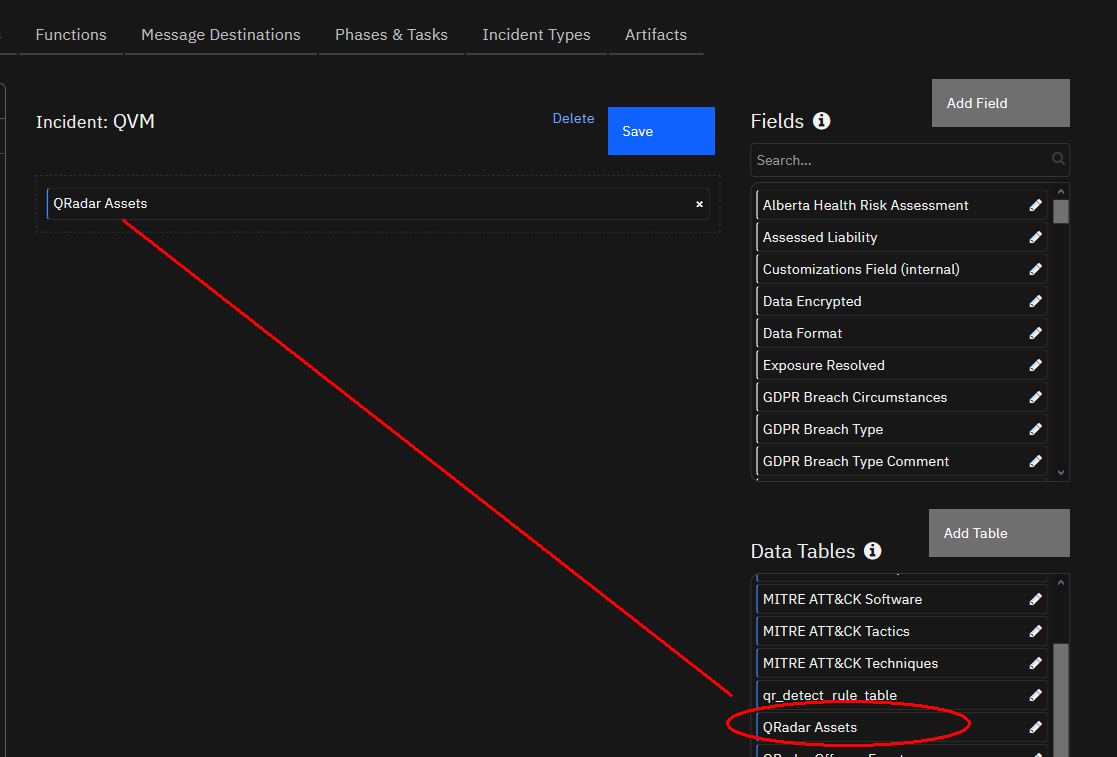 Functions
Message Destinations
Phases & Tasks
Incident Types
Artifacts
Incident: QVM
Delete
Save
QRadar Assets
Fields
Add Field
Search...
Alberta Health Risk Assessment
Assessed Liability
Customizations Field (internal)
Data Encrypted
Data Format
Exposure Resolved
GDPR Breach Circumstances
GDPR Breach Type
GDPR Breach Type Comment
Data Tables
Add Table
MITRE ATT&CK Software
MITRE ATT&CK Tactics
MITRE ATT&CK Techniques
qr_detect_rule_table
QRadar Assets